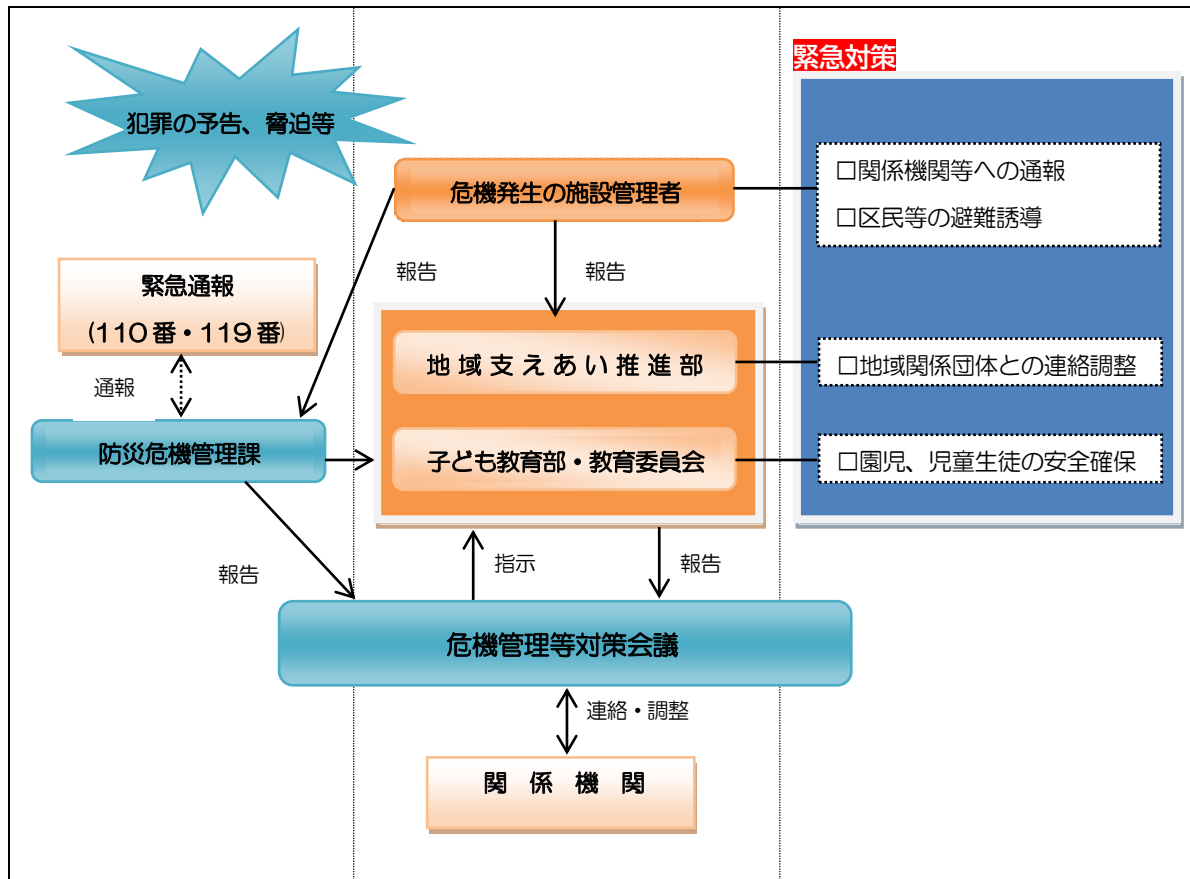 緊急対策
犯罪の予告、脅迫等
危機発生の施設管理者
□関係機関等への通報
□区民等の避難誘導
報告
報告
緊急通報
(110番・119番)
地域支えあい推進部
□地域関係団体との連絡調整
通報
防災危機管理課
子ども教育部・教育委員会
□園児、児童生徒の安全確保
指示
報告
報告
危機管理等対策会議
連絡・調整
関係機関